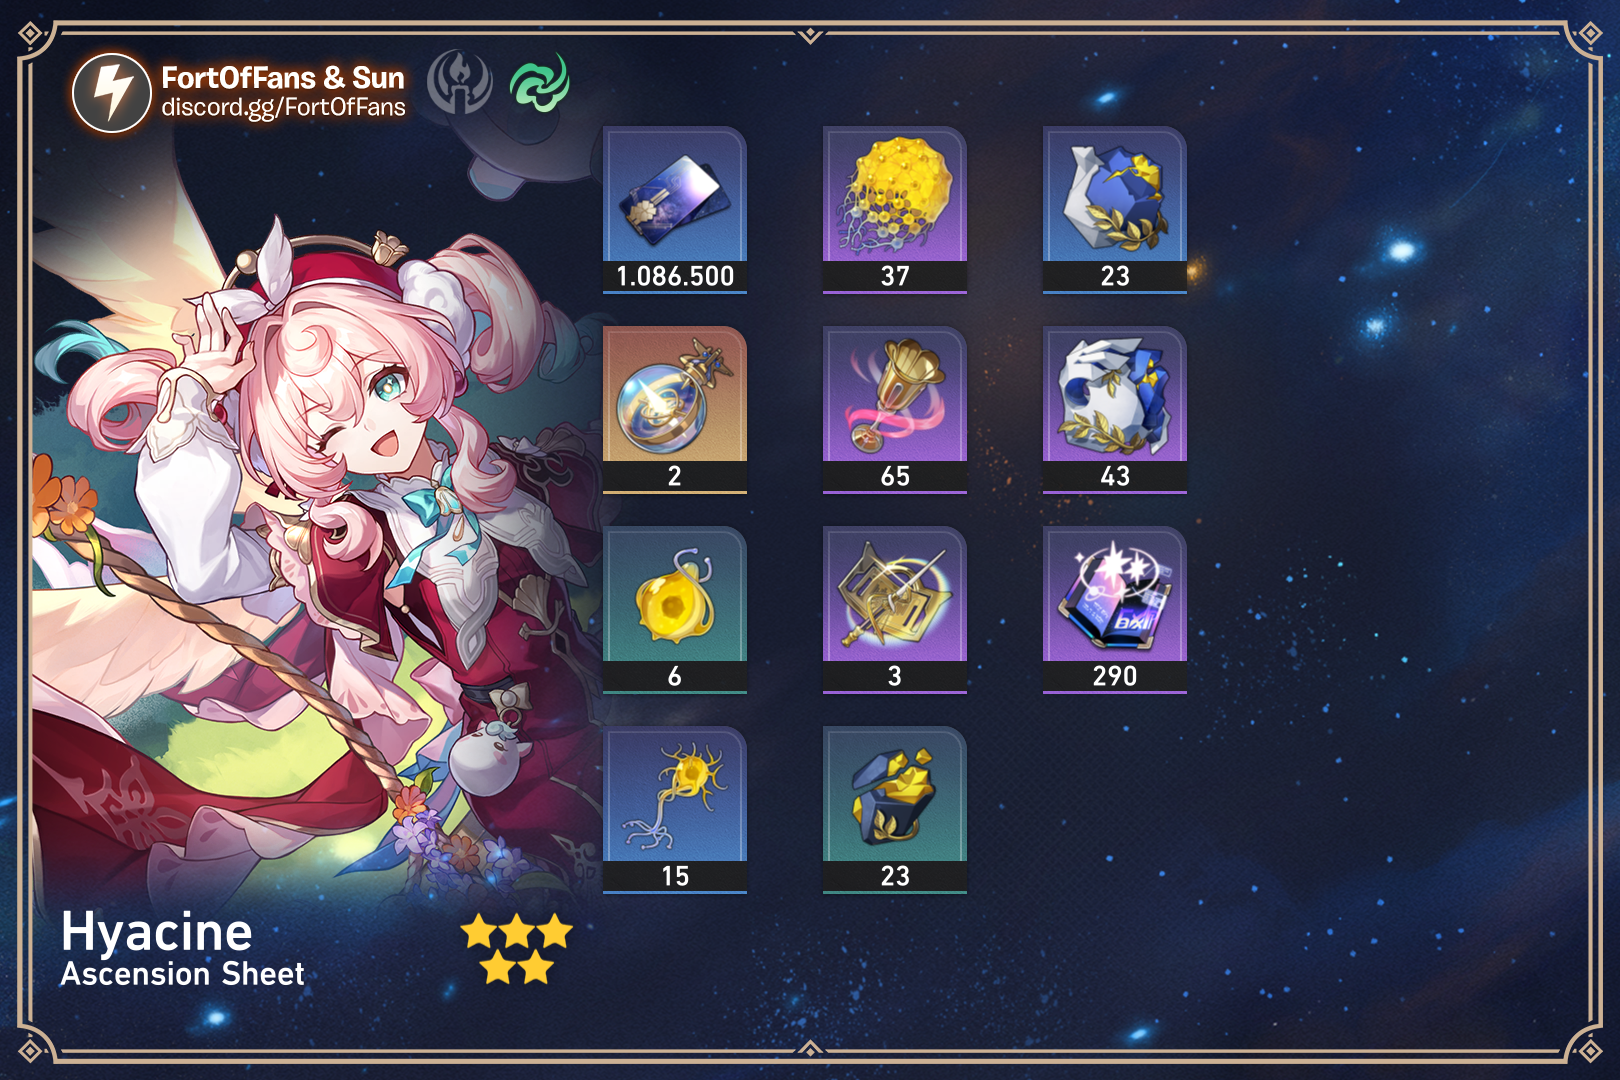 FortOfFans & Sun
discord.gg/FortOfFans
1.086.500
37
23
2
65
43
6
3
290
15
23
Hyacine
Ascension Sheet